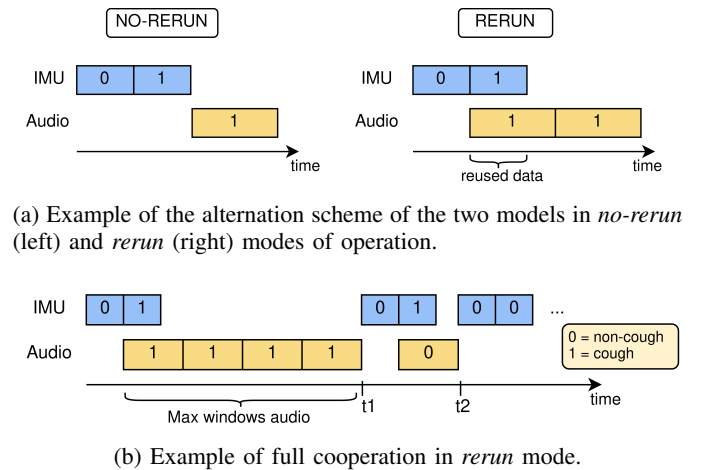 NO-RERUN
RERUN
IMU 0 1
IMU 0 1
Audio 1
Audio 1 1
time
time
reused data
(a) Example of the alternation scheme of the two models in no-rerun
(left) and rerun (right) modes of operation.
IMU 0 1 0 1 0 0 ...
Audio 1 1 1 1 0
0 = non-cough
1 = cough
Max windows audio
t1
t2
time
(b) Example of full cooperation in rerun mode.